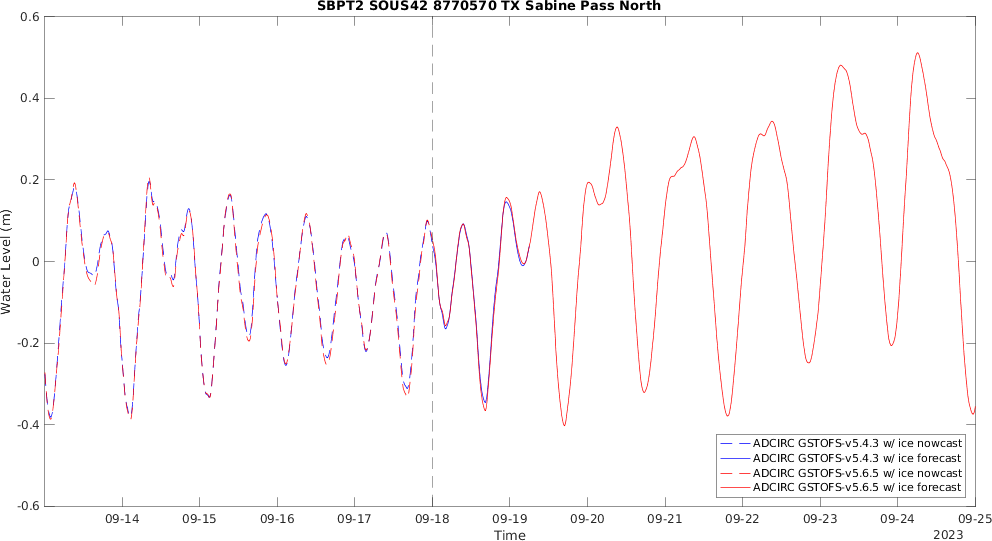 SBPT2 SOUS42 8770570 TX Sabine Pass North
Water Level (m)
0.6
0.4
0.2
0
-0.2
-0.4
-0.6
ADCIRC GSTOFS-v5.4.3 w/ ice nowcast
ADCIRC GSTOFS-v5.4.3 w/ ice forecast
ADCIRC GSTOFS-v5.6.5 w/ ice nowcast
ADCIRC GSTOFS-v5.6.5 w/ ice forecast
09-14 09-15 09-16 09-17 09-18 09-19 09-20 09-21 09-22 09-23 09-24 09-25
Time
2023